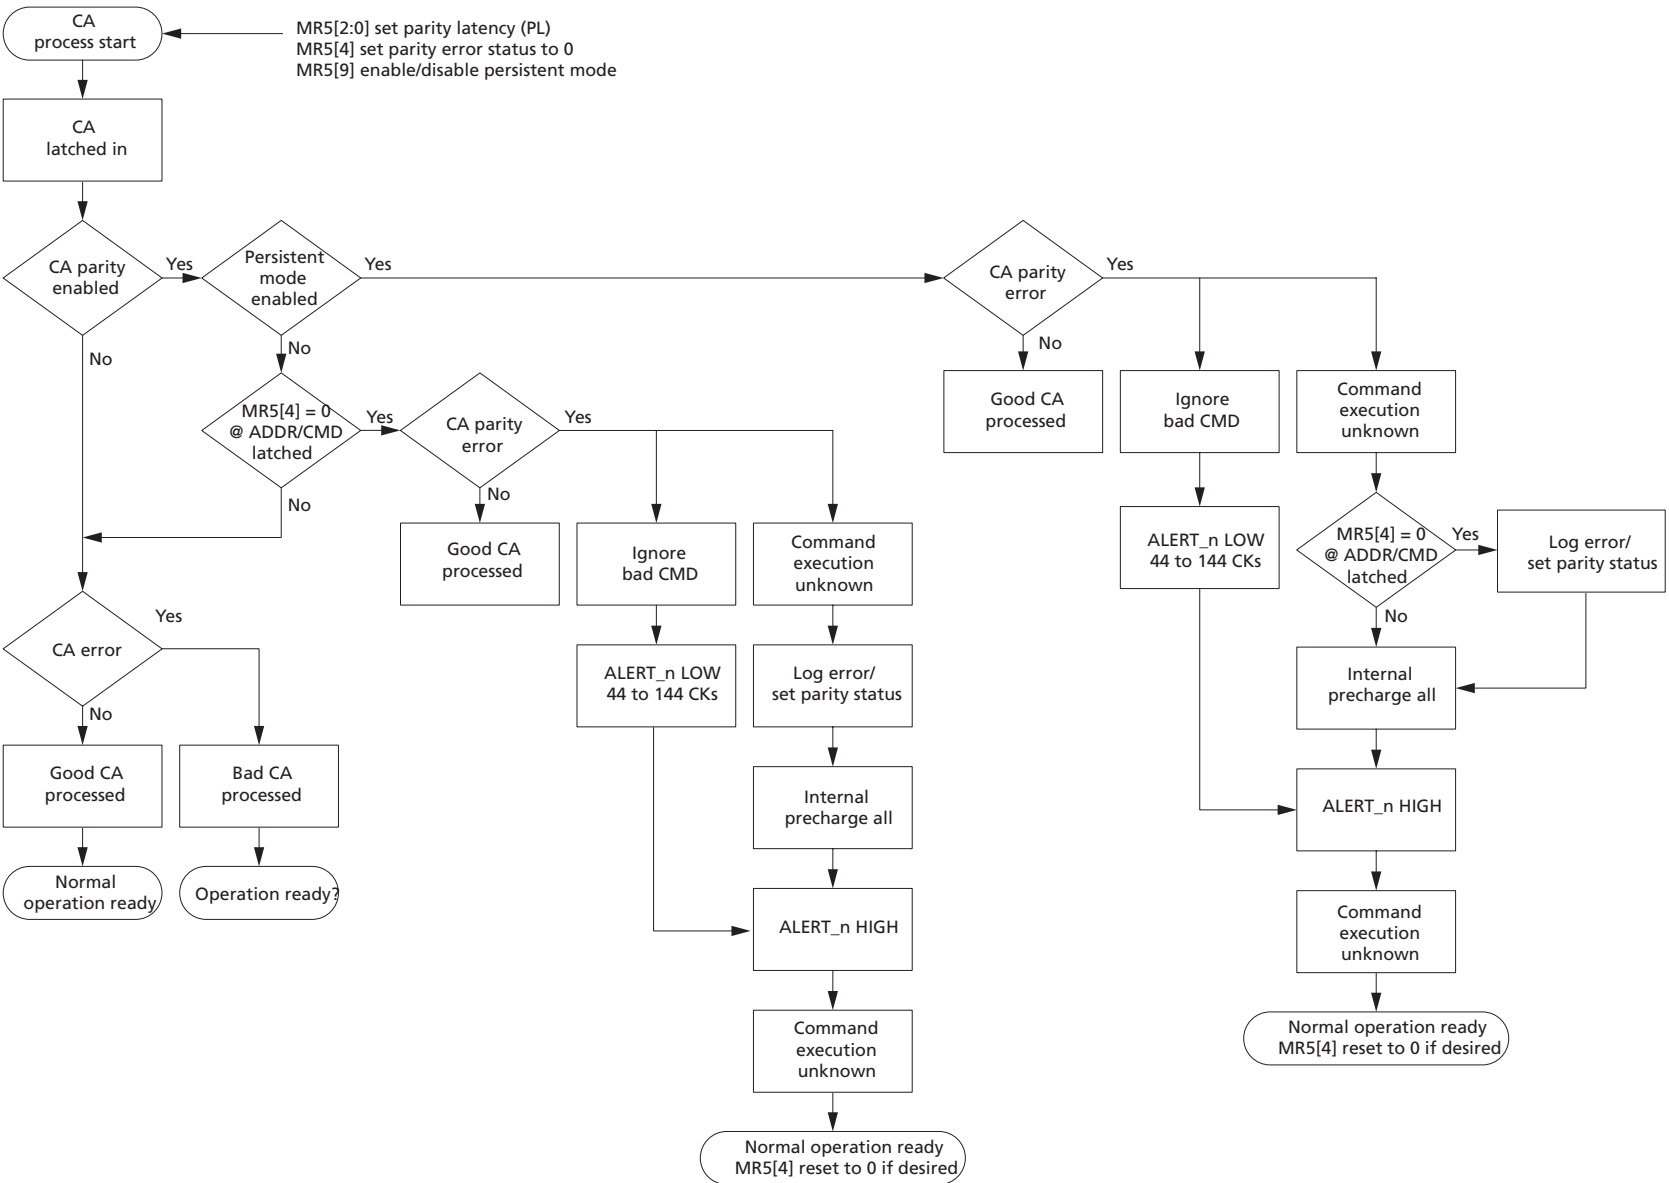 CA
process start
MR5[2:0] set parity latency (PL)
MR5[4] set parity error status to 0
MR5[9] enable/disable persistent mode
CA
latched in
CA parity
enabled
Yes
No
Persistent
mode
enabled
Yes
No
CA parity
error
Yes
No
MR5[4] = 0
@ ADDR/CMD
latched
Yes
No
CA parity
error
Yes
No
Good CA
processed
Ignore
bad CMD
Command
execution
unknown
Good CA
processed
Ignore
bad CMD
Command
execution
unknown
ALERT_n LOW
44 to 144 CKs
MR5[4] = 0
@ ADDR/CMD
latched
Yes
No
Log error/
set parity status
CA error
Yes
No
ALERT_n LOW
44 to 144 CKs
Log error/
set parity status
Internal
precharge all
Good CA
processed
Bad CA
processed
Internal
precharge all
ALERT_n HIGH
Normal
operation ready
Operation ready?
ALERT_n HIGH
Command
execution
unknown
Command
execution
unknown
Normal operation ready
MR5[4] reset to 0 if desired
Normal operation ready
MR5[4] reset to 0 if desired